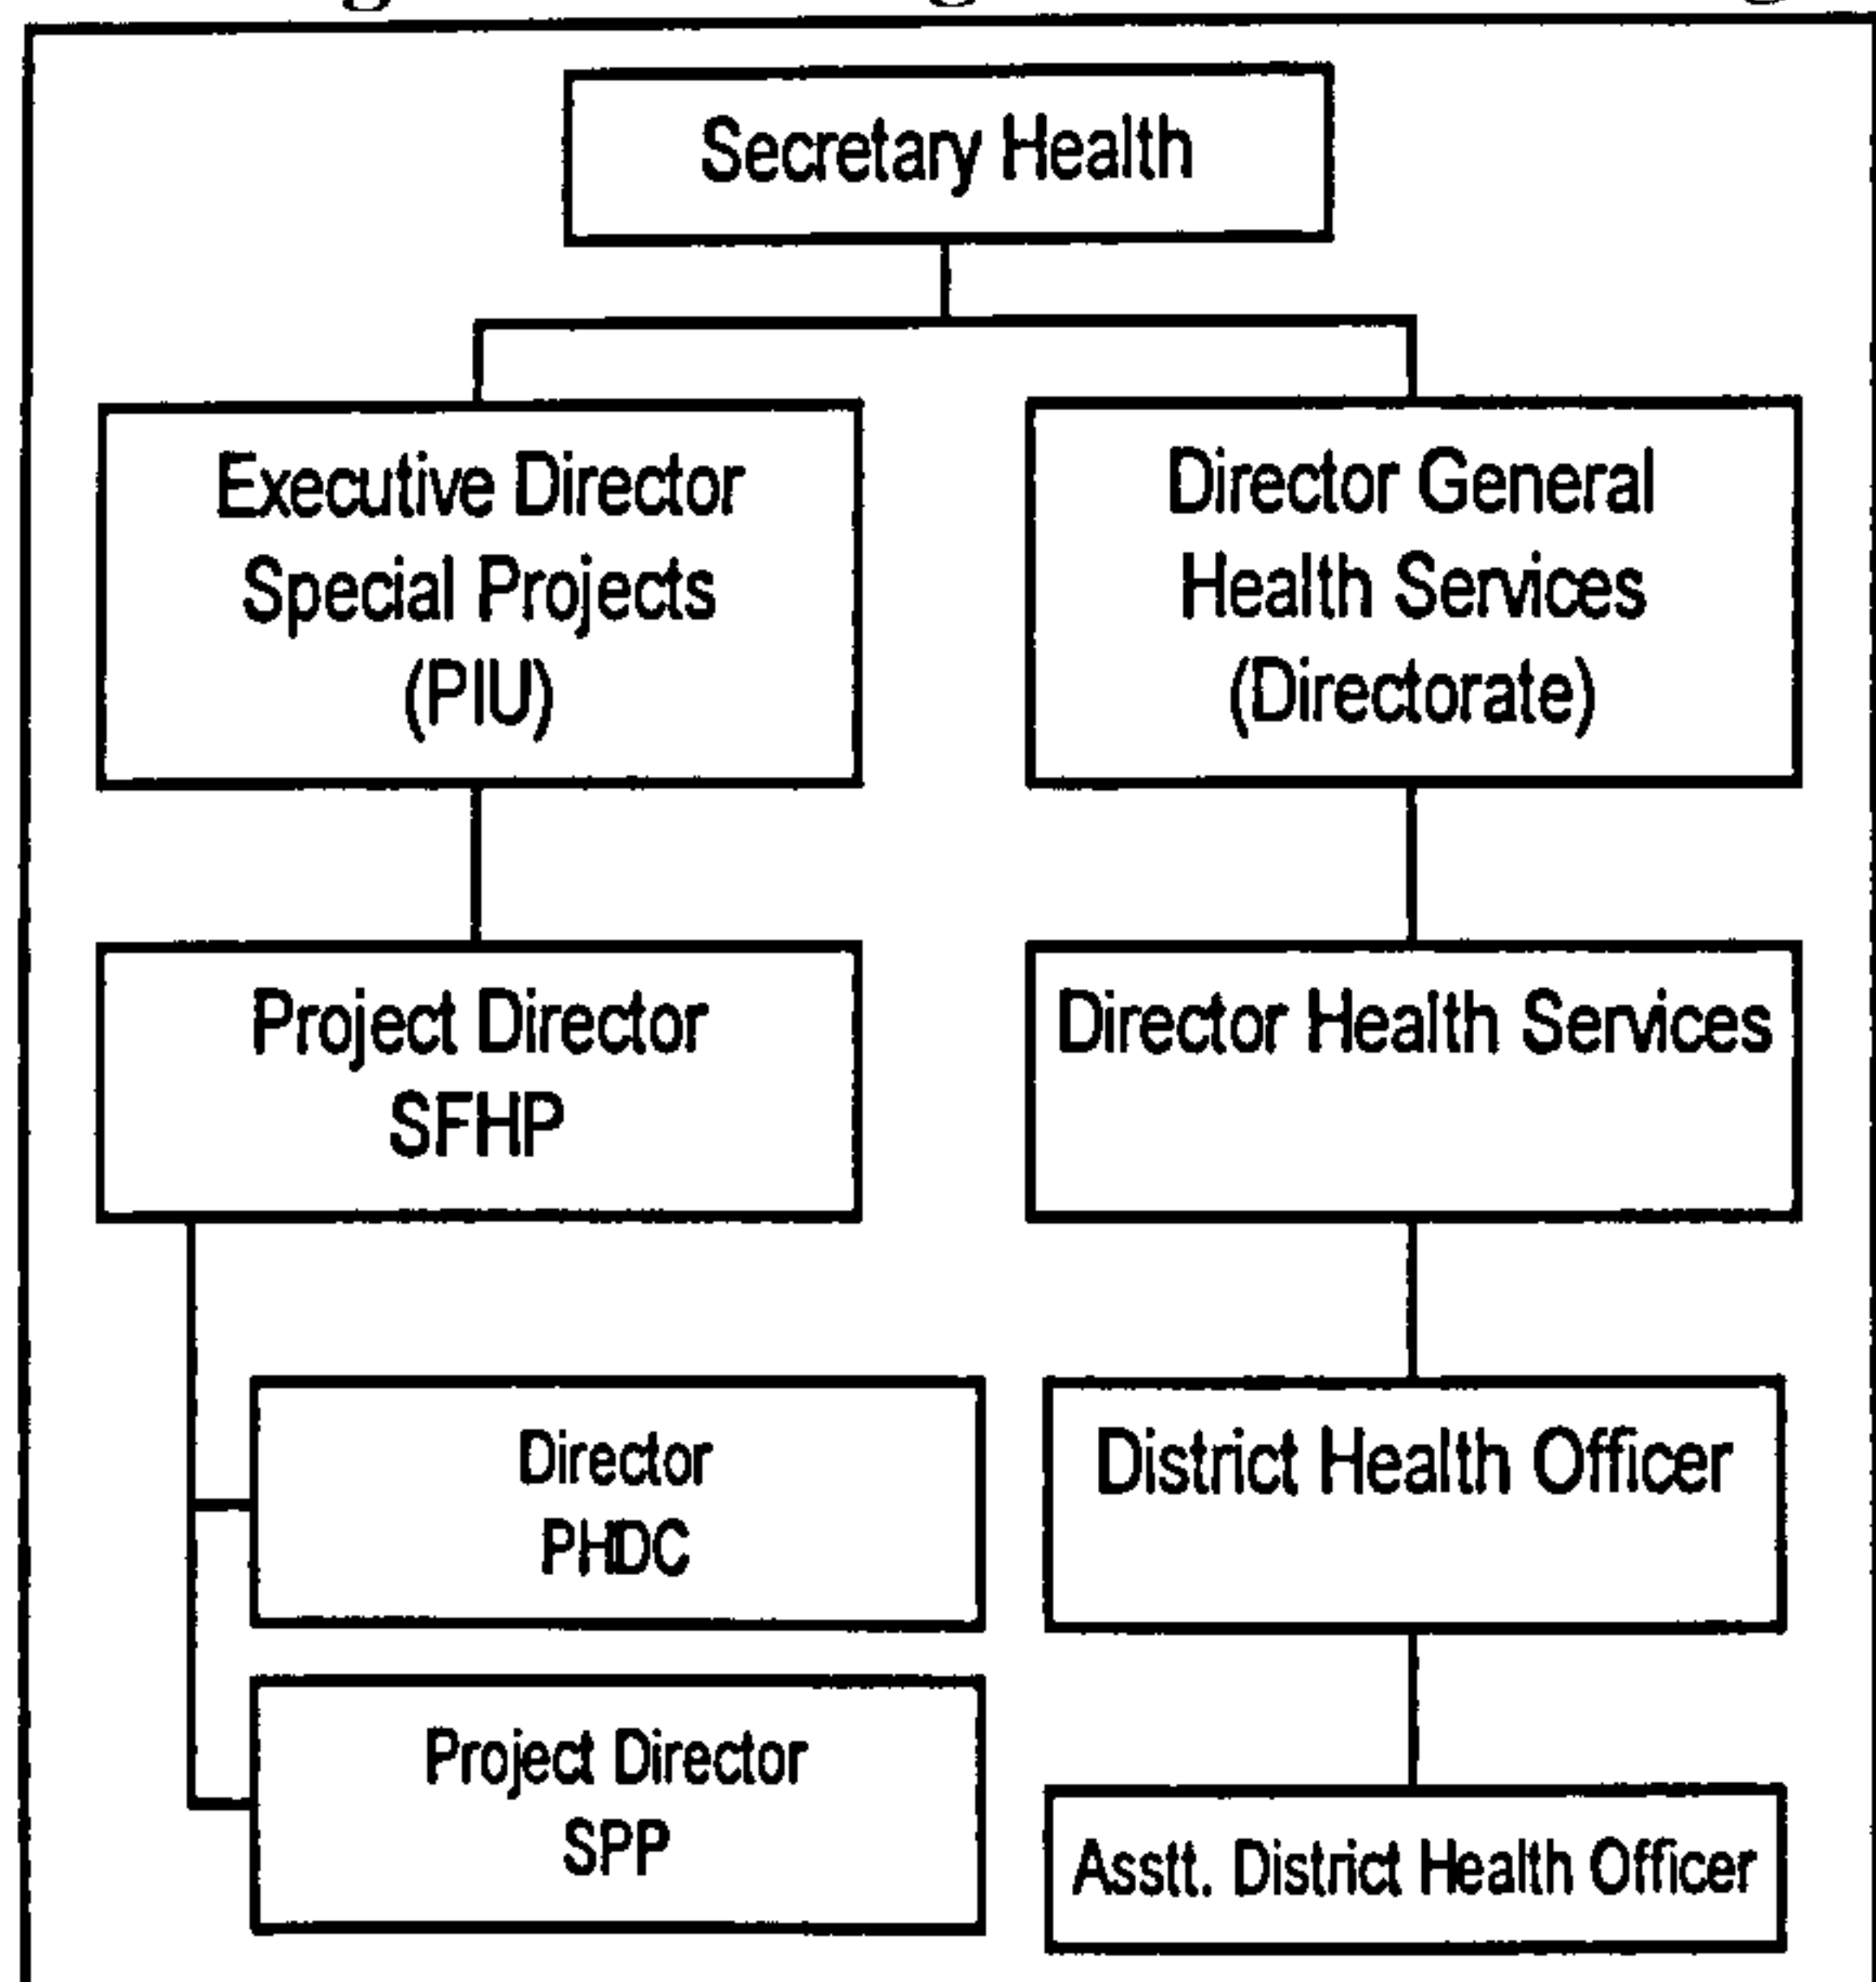 Secretary Health
Executive Director
Special Projects
(PIU)
Director General
Health Services
(Directorate)
Project Director
SFHP
Director Health Services
Director
PHDC
District Health Officer
Project Director
SPP
Asstt. District Health Officer